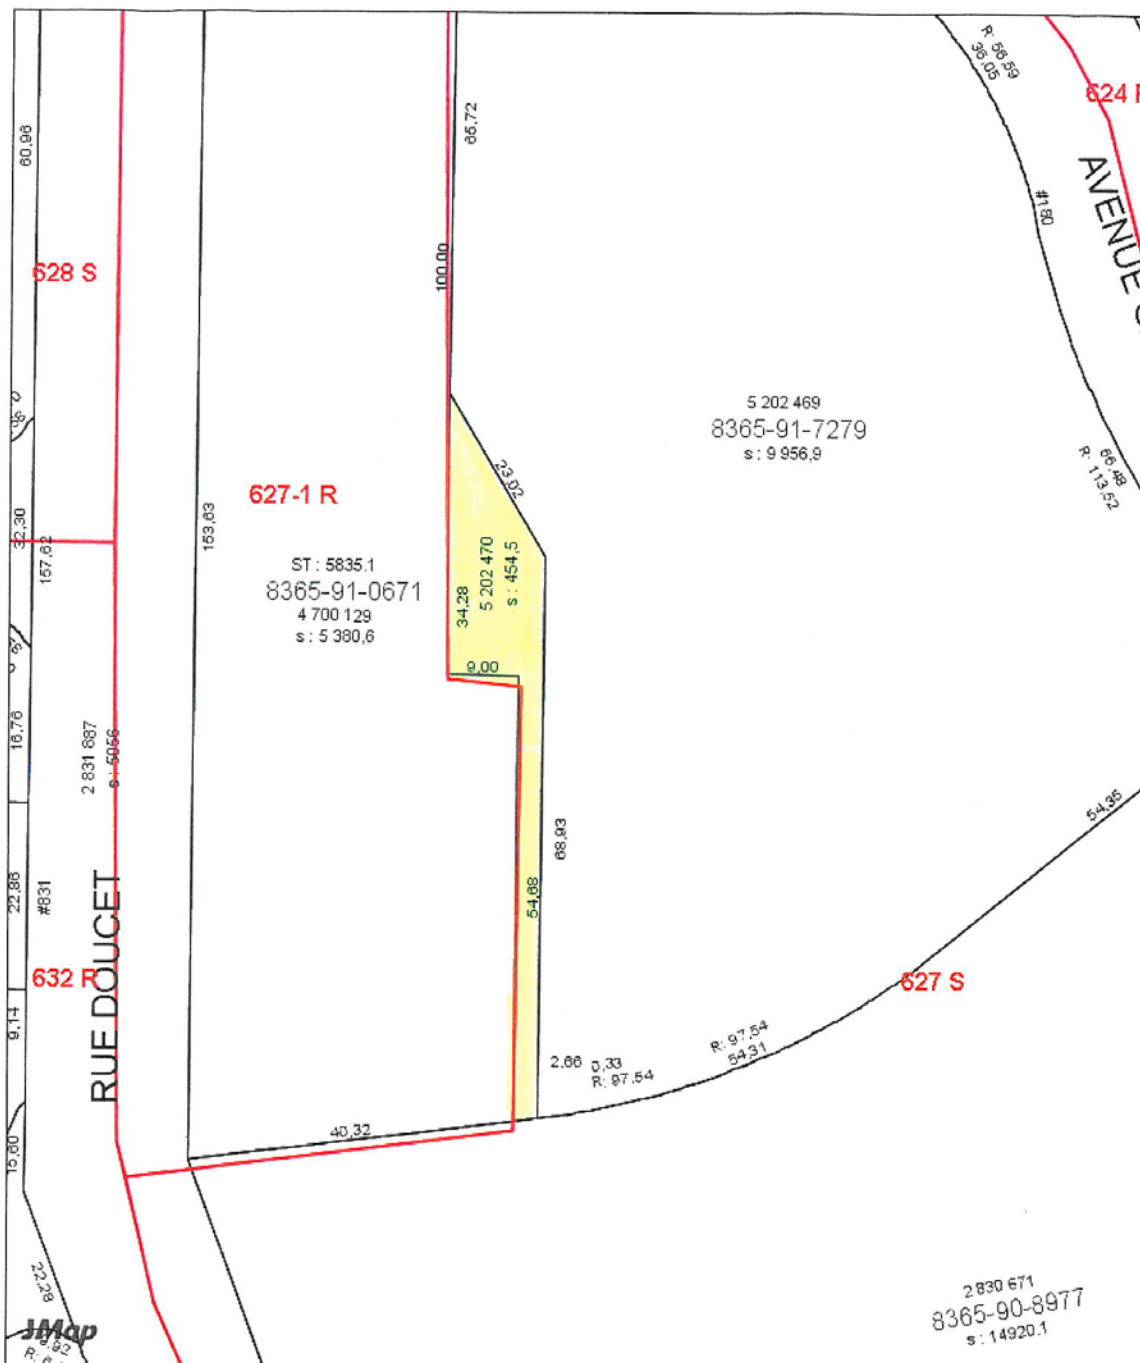 60,96
65,72
R: 56,59
36,05
624 R
#180
AVENUE
628 S
100,00
5 202 469
8365-91-7279
s : 9 956,9
66,48
R: 113,52
23,02
627-1 R
153,63
32,30
157,62
ST : 5835.1
8365-91-0671
4 700 129
s : 5 380,6
34,28
5 202 470
s : 454,5
9,00
16,76
2 831 887
s : 5056
54,35
68,93
54,68
22,86
#831
632 R
RUE DOUCET
627 S
9,14
R: 97,54
54,31
2,66
0,33
R: 97,54
40,32
15,60
22,28
2 830 671
8365-90-8977
s : 14920.1
JMap